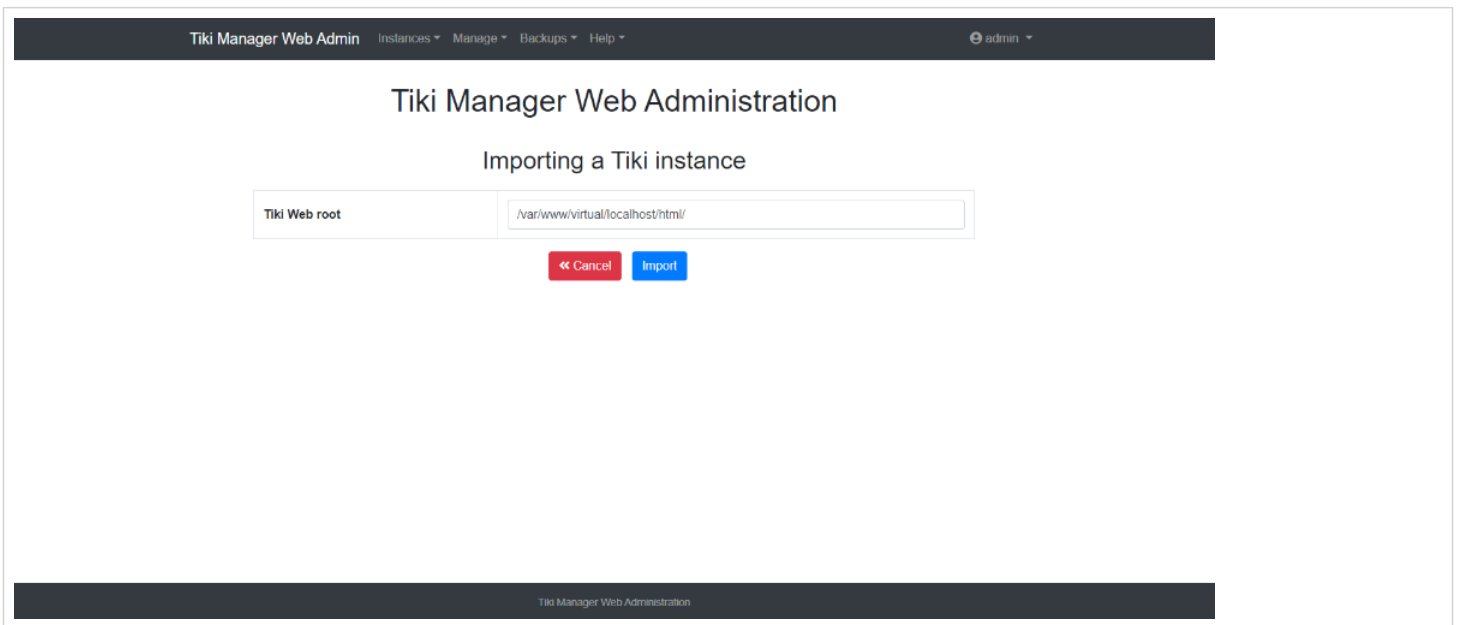 Tiki Manager Web Admin Instances Manage Backups Help admin
Tiki Manager Web Administration
Importing a Tiki instance
Tiki Web root /var/www/virtual/localhost/html/
Cancel Import
Tiki Manager Web Administration